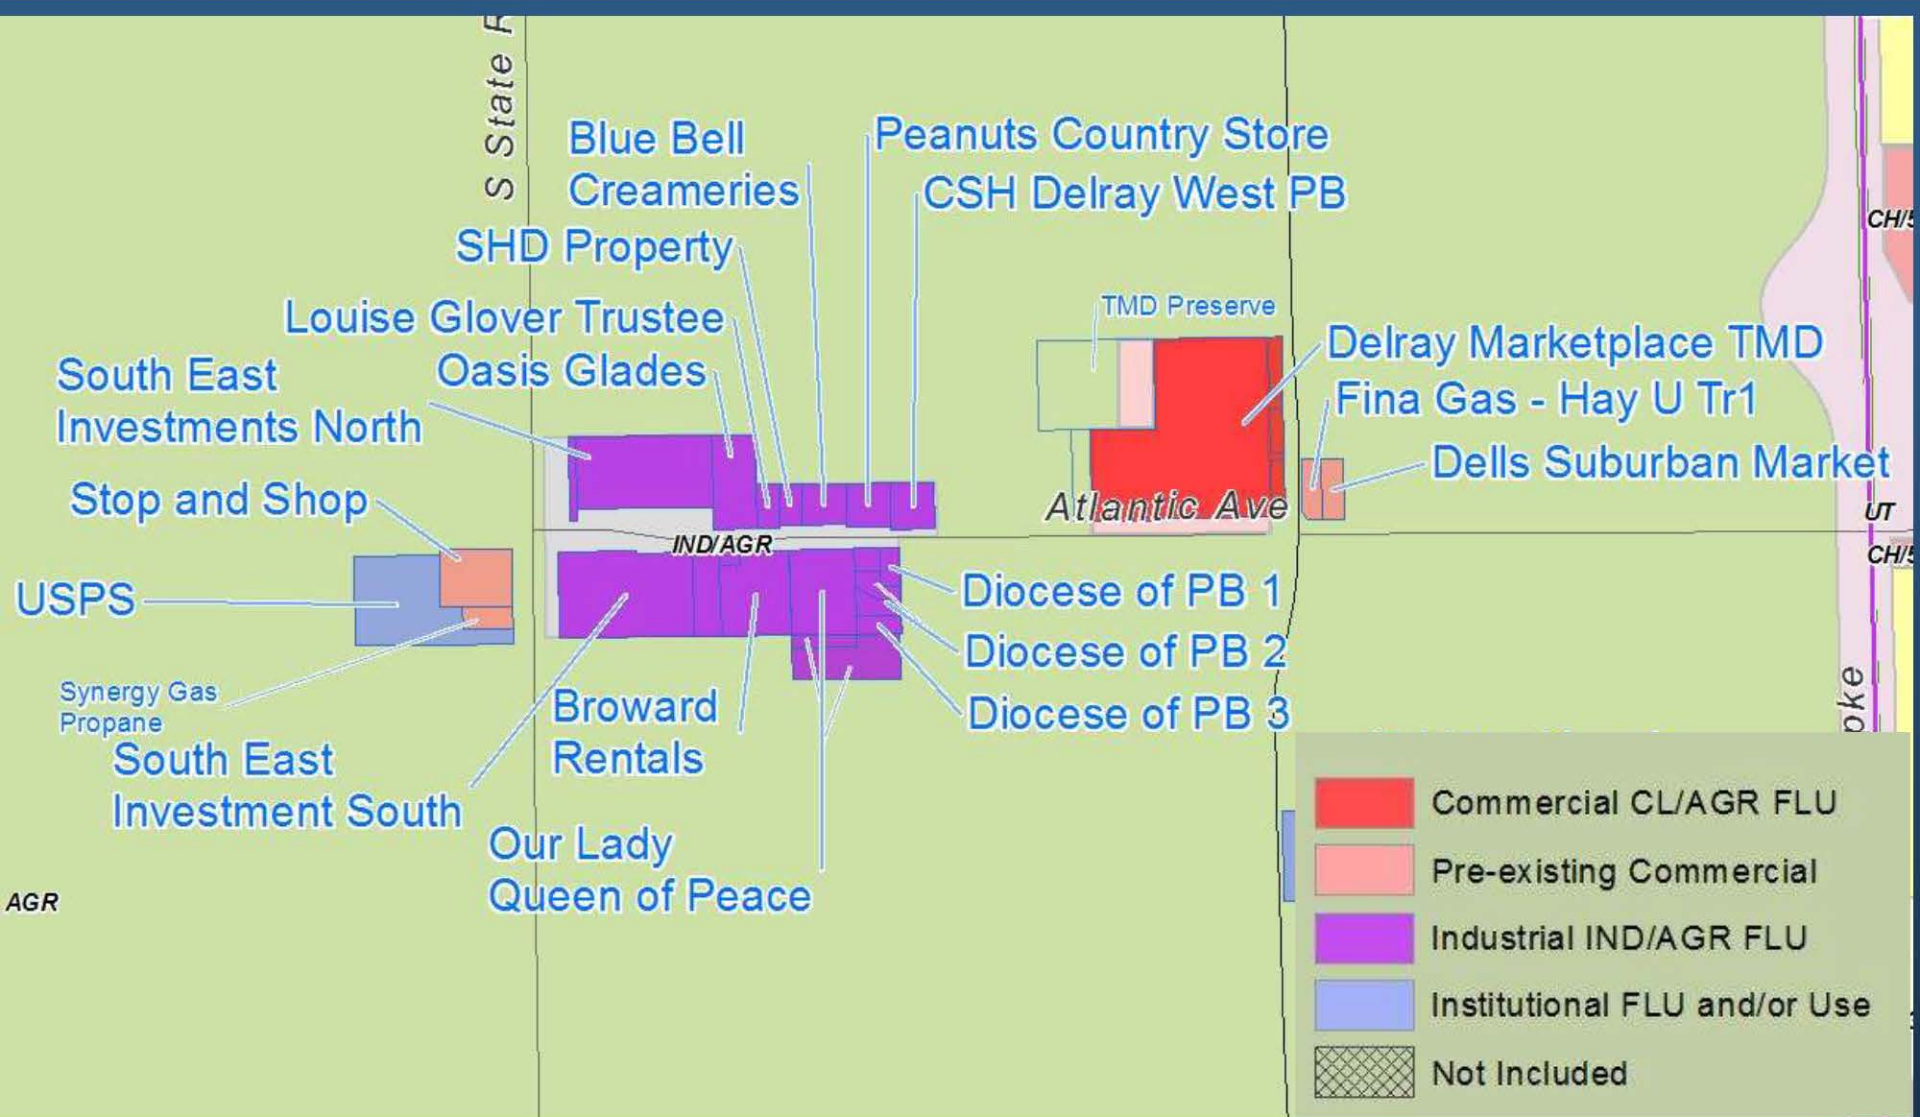 S State R
Blue Bell
Creameries
Peanuts Country Store
CSH Delray West PB
SHD Property
Louise Glover Trustee
Oasis Glades
South East
Investments North
Stop and Shop
USPS
Synergy Gas
Propane
South East
Investment South
IND/AGR
Broward
Rentals
Our Lady
Queen of Peace
Diocese of PB 1
Diocese of PB 2
Diocese of PB 3
TMD Preserve
Delray Marketplace TMD
Fina Gas - Hay U Tr1
Dells Suburban Market
Atlantic Ave
CH/5
UT
CH/5
oke
AGR
Commercial CL/AGR FLU
Pre-existing Commercial
Industrial IND/AGR FLU
Institutional FLU and/or Use
Not Included